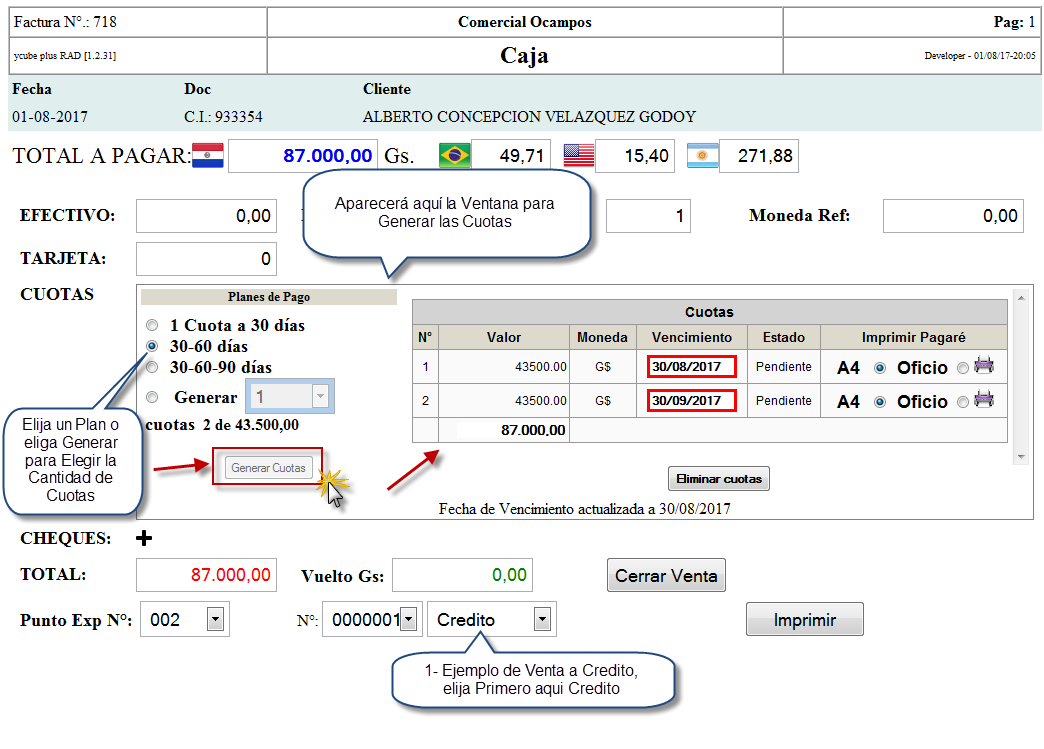 Factura N°.: 718
Comercial Ocampos
Pag: 1
ycube plus RAD [1.2.31]
Caja
Developer - 01/08/17-20:05
Fecha Doc Cliente
01-08-2017 C.I.: 933354 ALBERTO CONCEPCION VELAZQUEZ GODOY
TOTAL A PAGAR: 87.000,00 Gs. 49,71 15,40 271,88
Aparecerá aquí la Ventana para
Generar las Cuotas
EFECTIVO: 0,00 1 Moneda Ref: 0,00
TARJETA: 0
CUOTAS
Planes de Pago
1 Cuota a 30 días
30-60 días
30-60-90 días
Generar 1
cuotas 2 de 43.500,00
Generar Cuotas
Elija un Plan o
eliga Generar
para Elegir la
Cantidad de
Cuotas
Cuotas
N° Valor Moneda Vencimiento Estado Imprimir Pagaré
1 43500.00 G$ 30/08/2017 Pendiente A4 Oficio
2 43500.00 G$ 30/09/2017 Pendiente A4 Oficio
87.000,00
Eliminar cuotas
Fecha de Vencimiento actualizada a 30/08/2017
CHEQUES:
TOTAL: 87.000,00 Vuelto Gs: 0,00 Cerrar Venta
Punto Exp N°: 002 N°: 0000001 Credito Imprimir
1- Ejemplo de Venta a Credito,
elija Primero aqui Credito